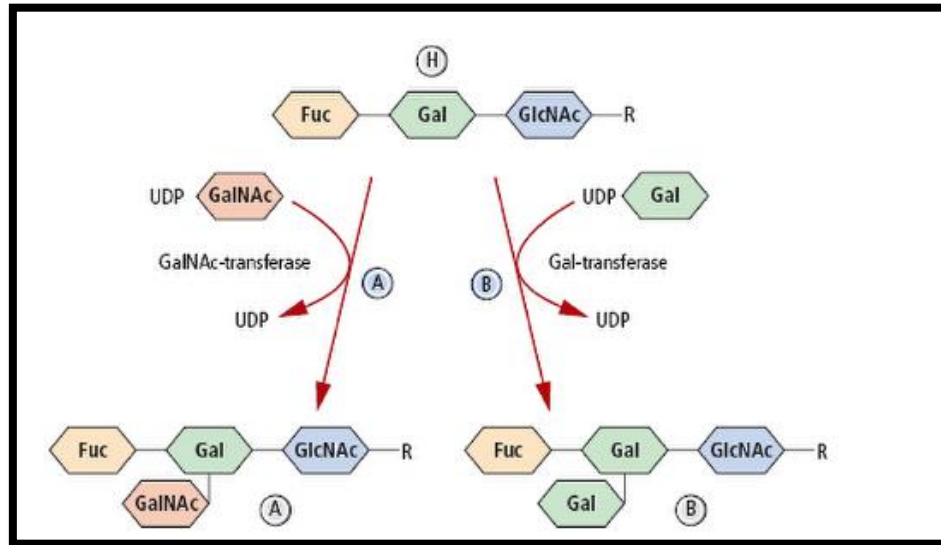 H
Fuc Gal GlcNAc R
UDP GalNAc UDP Gal
GalNAc-transferase Gal-transferase
A B
UDP UDP
Fuc Gal GlcNAc R Fuc Gal GlcNAc R
GalNAc A Gal B